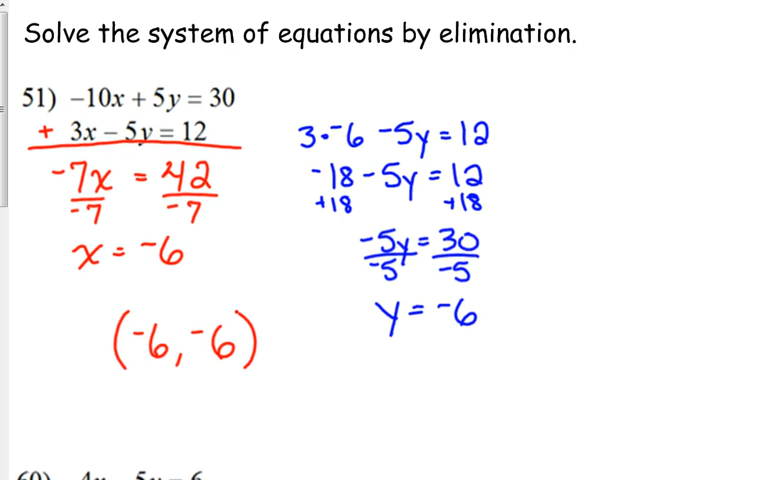 Solve the system of equations by elimination.
51) -10x + 5y = 30
+ 3x - 5y = 12
-7x = 42
-7 -7
x = -6
(-6, -6)
3·-6 -5y = 12
-18 - 5y = 12
+18 +18
-5y = 30
-5 -5
y = -6